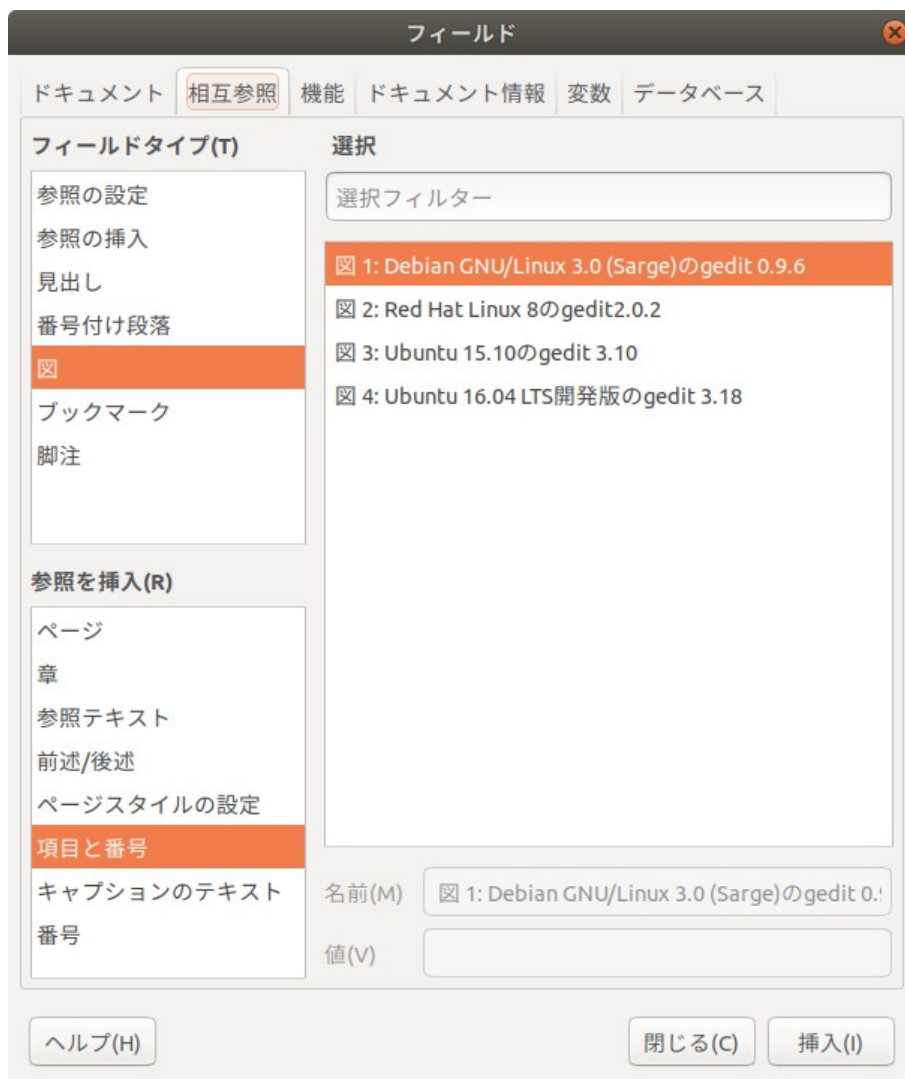 フィールド
ドキュメント 相互参照 機能 ドキュメント情報 変数 データベース
フィールドタイプ(T)
参照の設定
参照の挿入
見出し
番号付け段落
図
ブックマーク
脚注
参照を挿入(R)
ページ
章
参照テキスト
前述/後述
ページスタイルの設定
項目と番号
キャプションのテキスト
番号
選択
選択フィルター
図 1: Debian GNU/Linux 3.0 (Sarge)のgedit 0.9.6
図 2: Red Hat Linux 8のgedit2.0.2
図 3: Ubuntu 15.10のgedit 3.10
図 4: Ubuntu 16.04 LTS開発版のgedit 3.18
名前(M) 図 1: Debian GNU/Linux 3.0 (Sarge)のgedit 0.
値(V)
ヘルプ(H) 閉じる(C) 挿入(I)